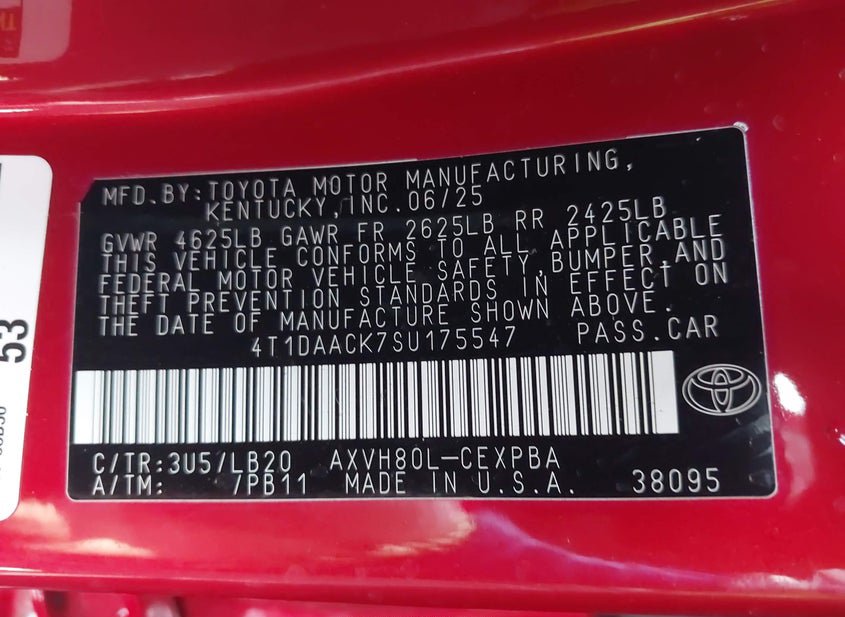 MFD.BY:TOYOTA MOTOR MANUFACTURING,
KENTUCKY,INC.06/25
GVWR 4625LB GAWR FR 2625LB RR 2425LB
THIS VEHICLE CONFORMS TO ALL APPLICABLE
FEDERAL MOTOR VEHICLE SAFETY,BUMPER,AND
THEFT PREVENTION STANDARDS IN EFFECT ON
THE DATE OF MANUFACTURE SHOWN ABOVE.
4T1DAACK7SU175547 PASS.CAR
C/TR:3U5/LB20 AXVH80L-CEXPBA
A/TM: /PB11 MADE IN U.S.A. 38095
53